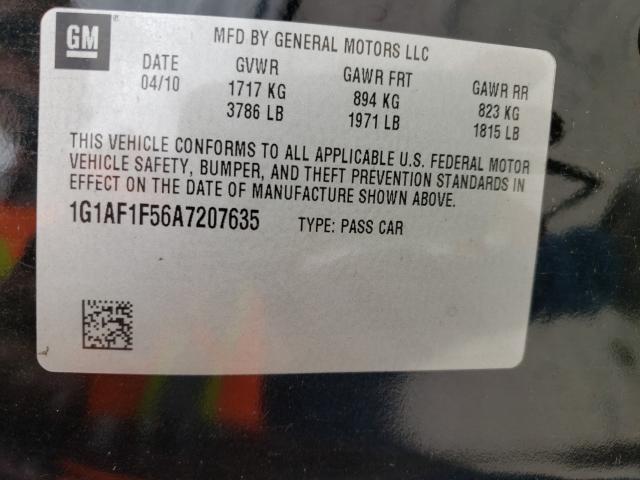 GM
MFD BY GENERAL MOTORS LLC
DATE GVWR GAWR FRT GAWR RR
04/10 1717 KG 894 KG 823 KG
3786 LB 1971 LB 1815 LB
THIS VEHICLE CONFORMS TO ALL APPLICABLE U.S. FEDERAL MOTOR
VEHICLE SAFETY, BUMPER, AND THEFT PREVENTION STANDARDS IN
EFFECT ON THE DATE OF MANUFACTURE SHOWN ABOVE.
1G1AF1F56A7207635 TYPE: PASS CAR